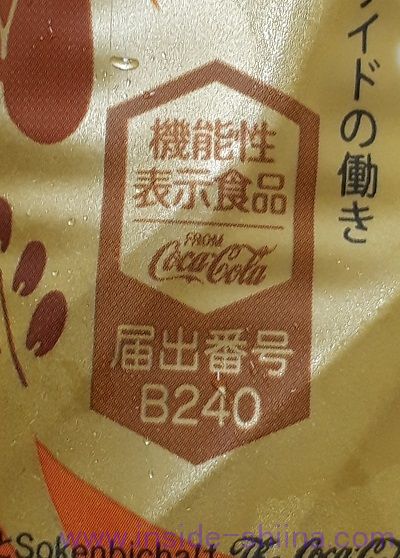 イドの働き
機能性
表示食品
FROM
Coca-Cola
届出番号
B240
Sokenbicha
www.inside-shiina.com